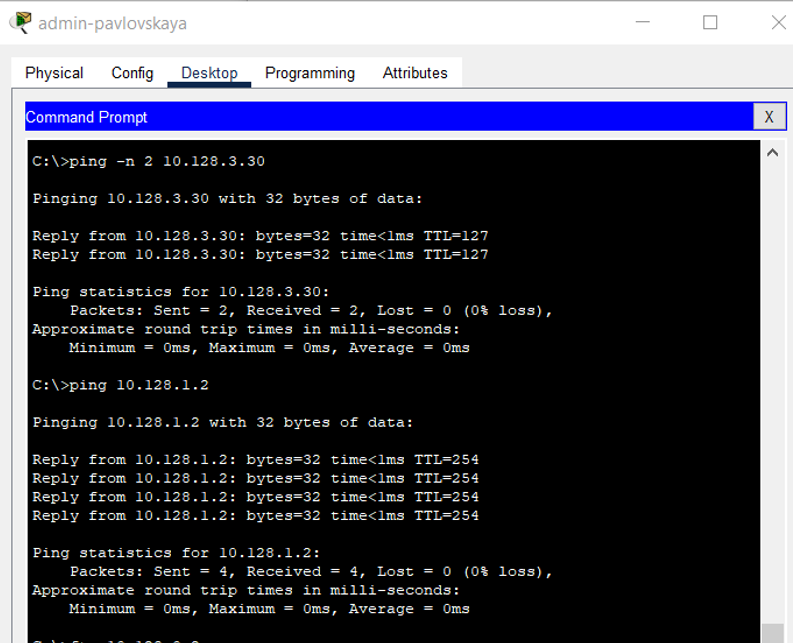 admin-pavlovskaya
Physical Config Desktop Programming Attributes
Command Prompt
X
C:\>ping -n 2 10.128.3.30
Pinging 10.128.3.30 with 32 bytes of data:
Reply from 10.128.3.30: bytes=32 time<1ms TTL=127
Reply from 10.128.3.30: bytes=32 time<1ms TTL=127
Ping statistics for 10.128.3.30:
Packets: Sent = 2, Received = 2, Lost = 0 (0% loss),
Approximate round trip times in milli-seconds:
Minimum = 0ms, Maximum = 0ms, Average = 0ms
C:\>ping 10.128.1.2
Pinging 10.128.1.2 with 32 bytes of data:
Reply from 10.128.1.2: bytes=32 time<1ms TTL=254
Reply from 10.128.1.2: bytes=32 time<1ms TTL=254
Reply from 10.128.1.2: bytes=32 time<1ms TTL=254
Reply from 10.128.1.2: bytes=32 time<1ms TTL=254
Ping statistics for 10.128.1.2:
Packets: Sent = 4, Received = 4, Lost = 0 (0% loss),
Approximate round trip times in milli-seconds:
Minimum = 0ms, Maximum = 0ms, Average = 0ms